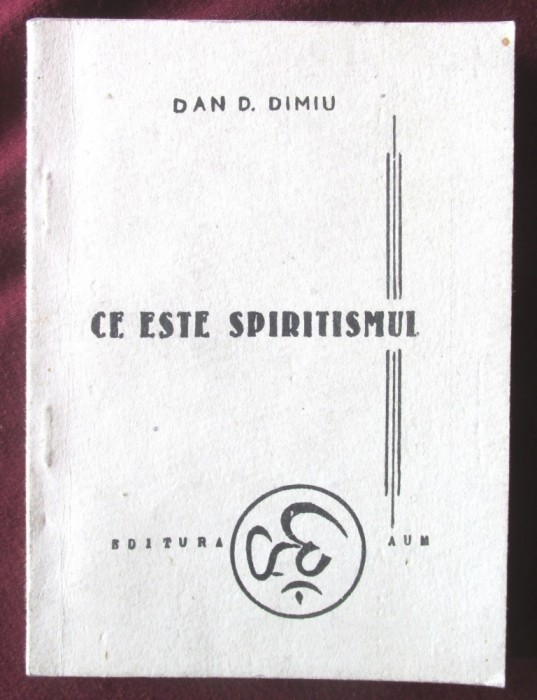 DAN D. DIMIU
CE ESTE SPIRITISMUL
EDITURA AUM